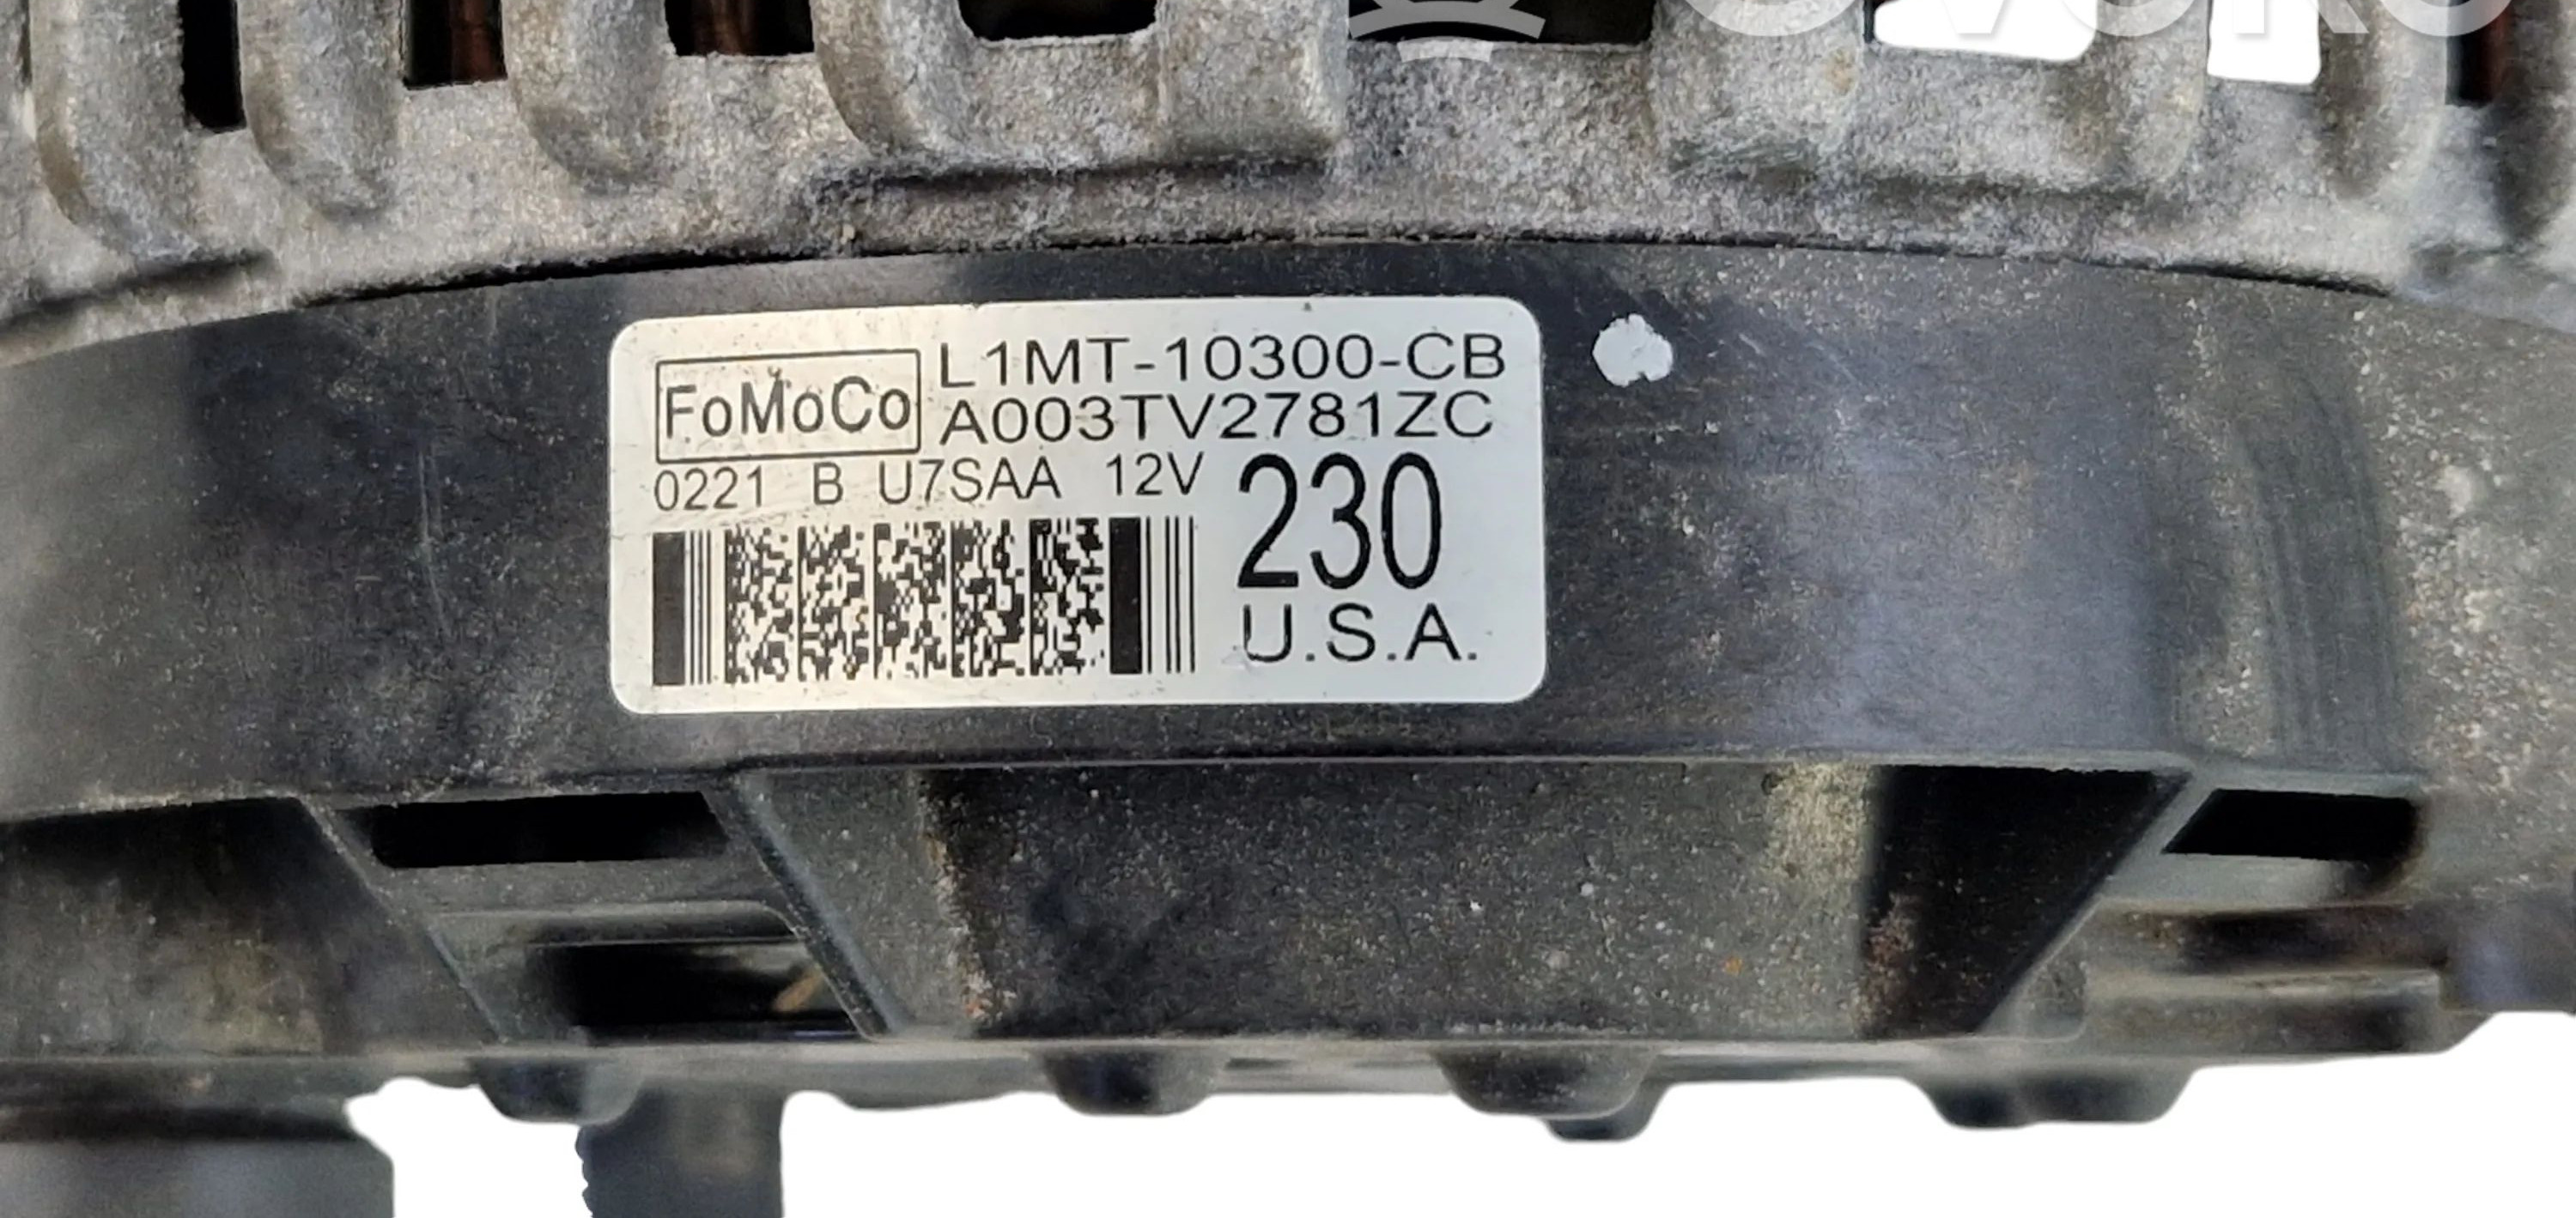 FoMoCo L1MT-10300-CB
A003TV2781ZC
0221 B U7SAA 12V
230
U.S.A.